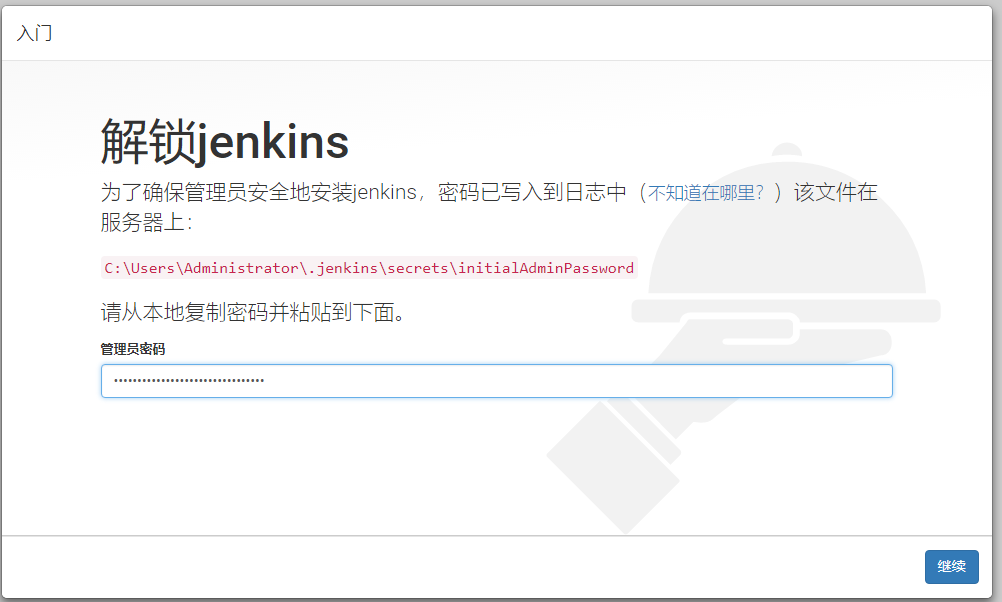 入门
解锁jenkins
为了确保管理员安全地安装jenkins，密码已写入到日志中（不知道在哪里？）该文件在
服务器上：
C:\Users\Administrator\.jenkins\secrets\initialAdminPassword
请从本地复制密码并粘贴到下面。
管理员密码
继续